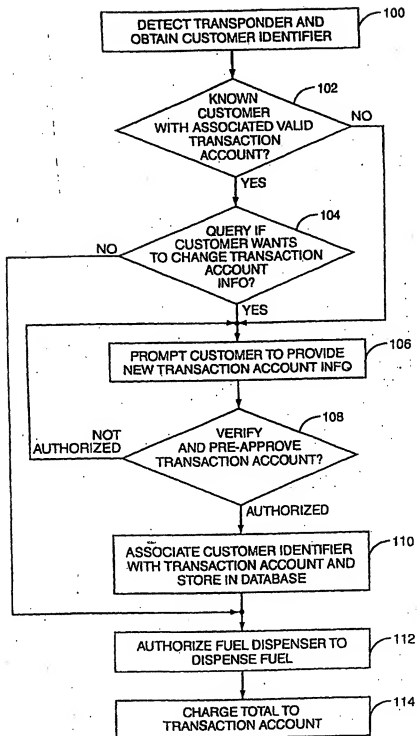 DETECT TRANSPONDER AND
OBTAIN CUSTOMER IDENTIFIER
100
KNOWN
CUSTOMER
WITH ASSOCIATED VALID
TRANSACTION
ACCOUNT?
102
NO
YES
QUERY IF
CUSTOMER WANTS
TO CHANGE TRANSACTION
ACCOUNT
INFO?
104
NO
YES
PROMPT CUSTOMER TO PROVIDE
NEW TRANSACTION ACCOUNT INFO
106
VERIFY
AND PRE-APPROVE
TRANSACTION ACCOUNT?
108
NOT
AUTHORIZED
AUTHORIZED
ASSOCIATE CUSTOMER IDENTIFIER
WITH TRANSACTION ACCOUNT AND
STORE IN DATABASE
110
AUTHORIZE FUEL DISPENSER TO
DISPENSE FUEL
112
CHARGE TOTAL TO
TRANSACTION ACCOUNT
114